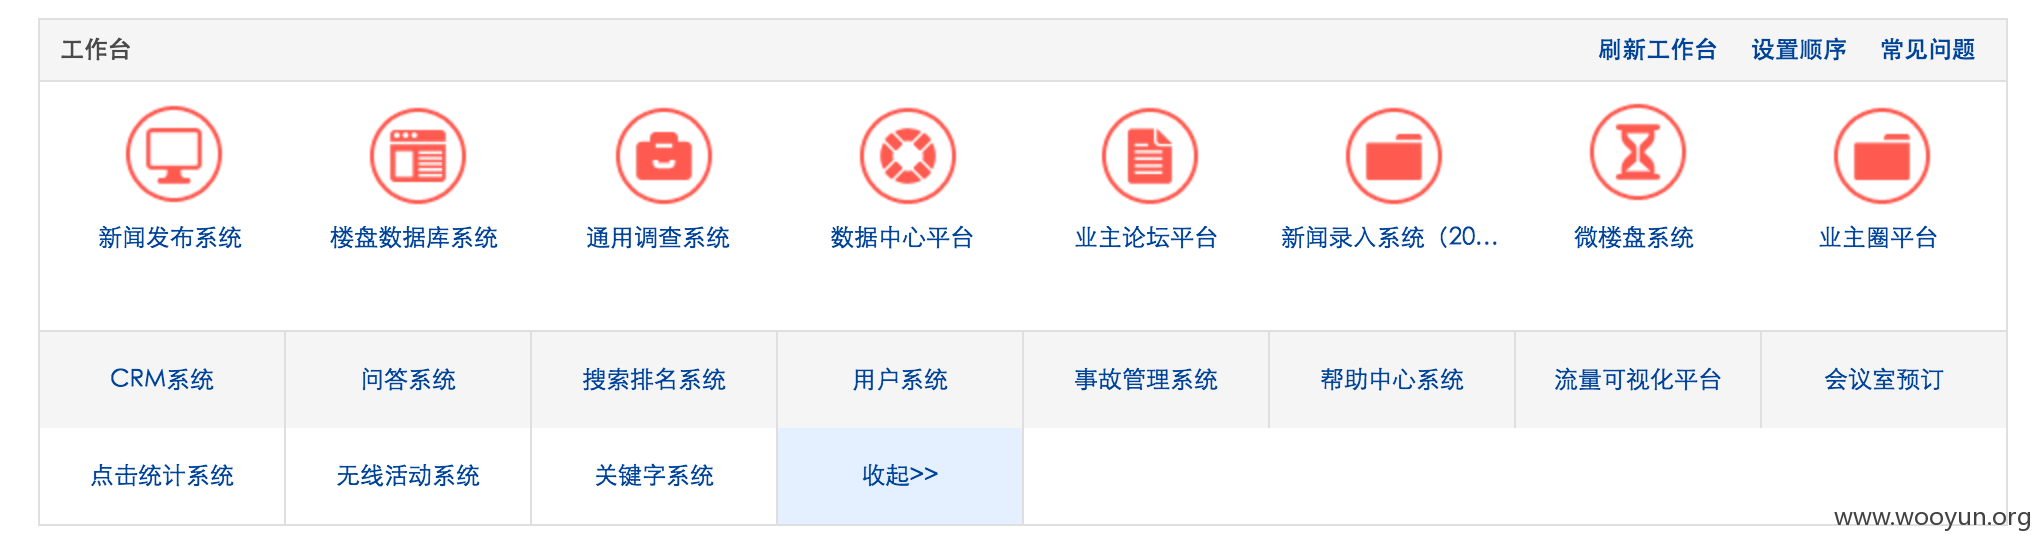 工作台 刷新工作台 设置顺序 常见问题
新闻发布系统 楼盘数据库系统 通用调查系统 数据中心平台 业主论坛平台 新闻录入系统（20... 微楼盘系统 业主圈平台
CRM系统 问答系统 搜索排名系统 用户系统 事故管理系统 帮助中心系统 流量可视化平台 会议室预订
点击统计系统 无线活动系统 关键字系统 收起>>
www.wooyun.org